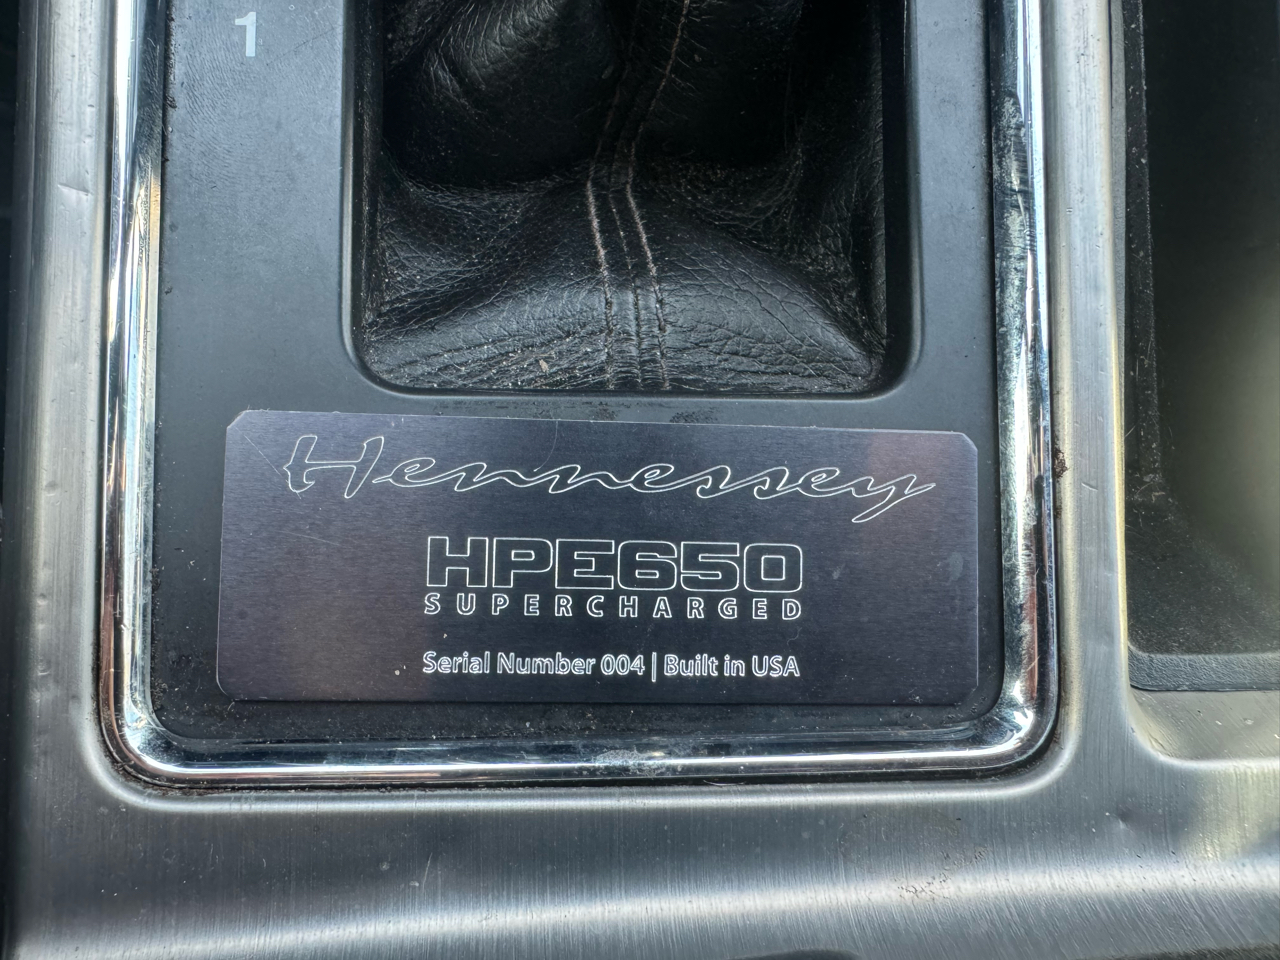 1
Hennessey
HPE650
SUPERCHARGED
Serial Number 004 | Built in USA